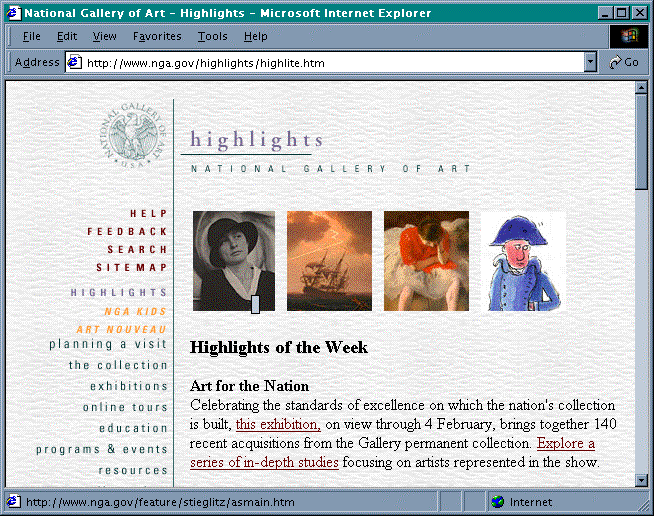 National Gallery of Art - Highlights - Microsoft Internet Explorer
File Edit View Favorites Tools Help
Address http://www.nga.gov/highlights/highlite.htm Go
NATIONAL GALLERY OF ART
U.S.A.
highlights
NATIONAL GALLERY OF ART
HELP
FEEDBACK
SEARCH
SITEMAP
HIGHLIGHTS
NGA KIDS
ART NOUVEAU
planning a visit
the collection
exhibitions
online tours
education
programs & events
resources
Highlights of the Week
Art for the Nation
Celebrating the standards of excellence on which the nation's collection
is built, this exhibition, on view through 4 February, brings together 140
recent acquisitions from the Gallery permanent collection. Explore a
series of in-depth studies focusing on artists represented in the show.
http://www.nga.gov/feature/stieglitz/asmain.htm Internet